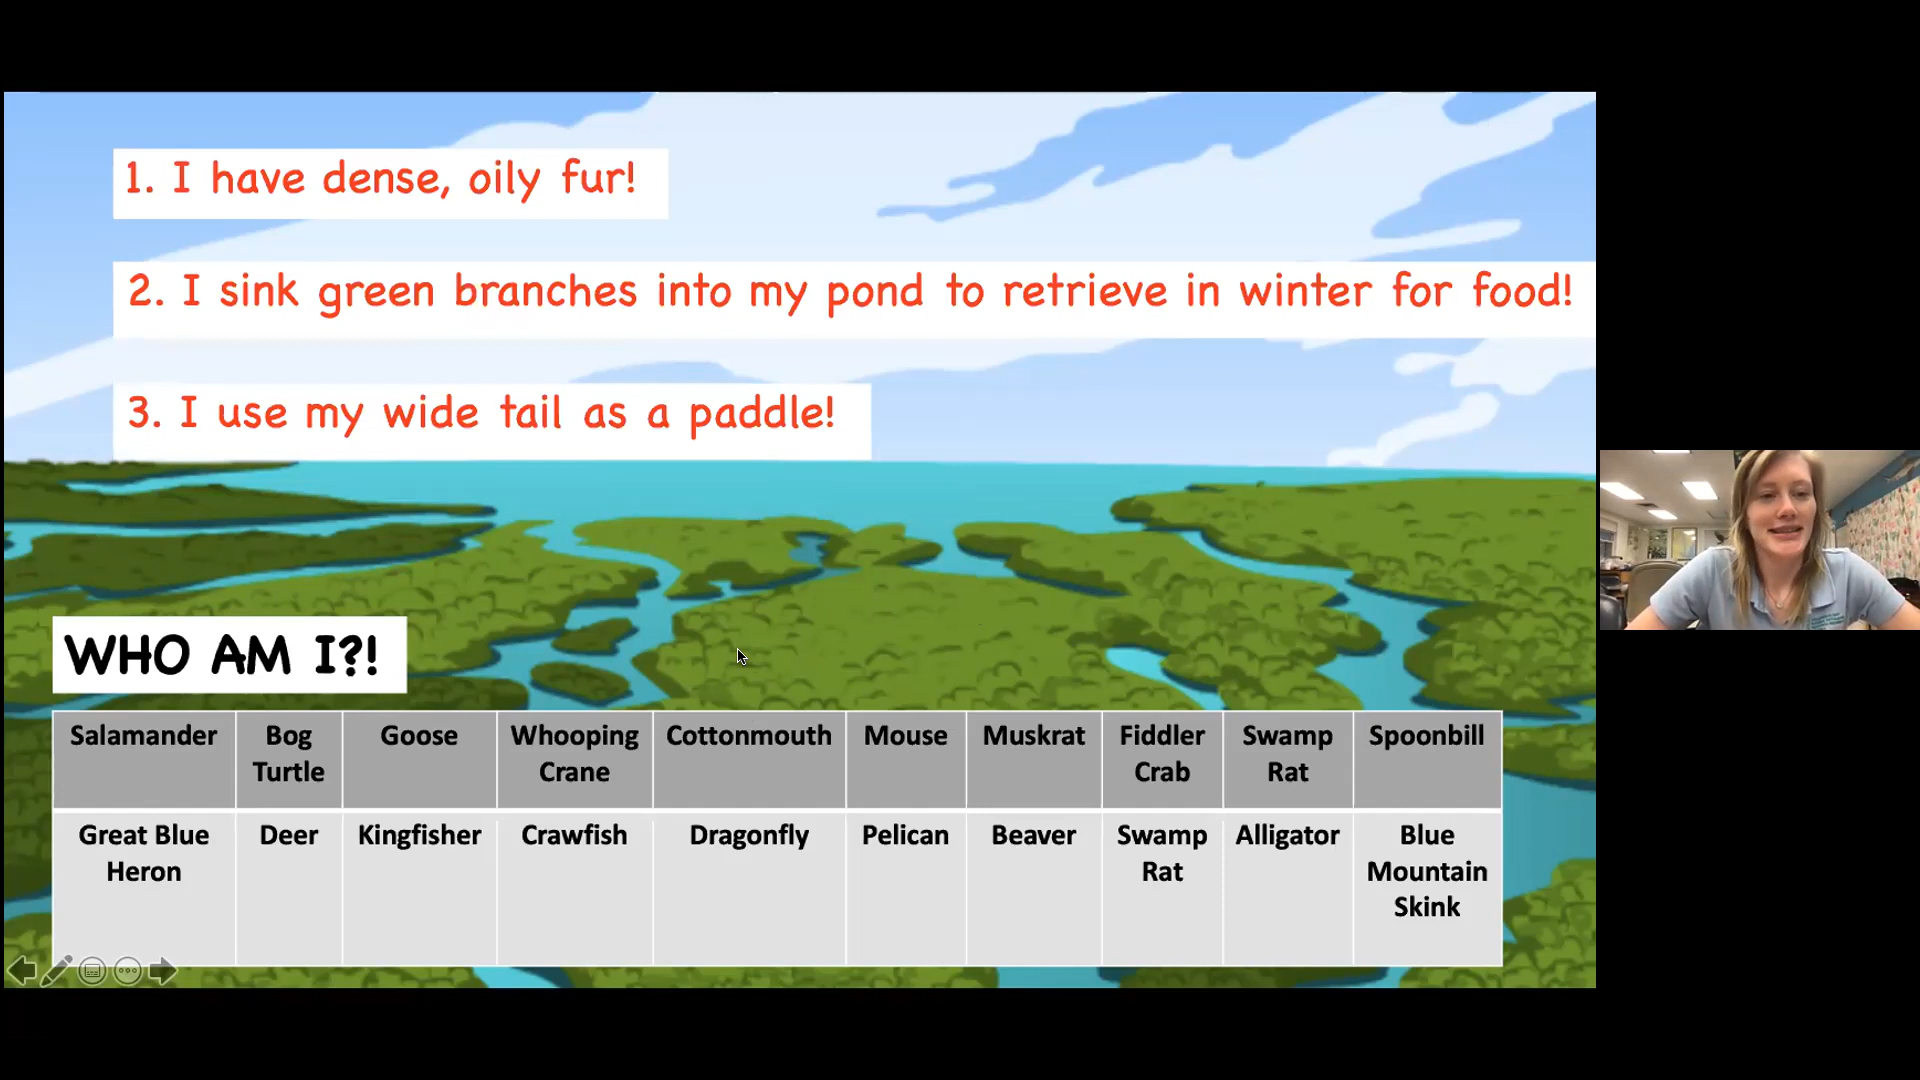 1. I have dense, oily fur!
2. I sink green branches into my pond to retrieve in winter for food!
3. I use my wide tail as a paddle!
WHO AM I?!
Salamander
Bog
Turtle
Goose
Whooping
Crane
Cottonmouth
Mouse
Muskrat
Fiddler
Crab
Swamp
Rat
Spoonbill
Great Blue
Heron
Deer
Kingfisher
Crawfish
Dragonfly
Pelican
Beaver
Swamp
Rat
Alligator
Blue
Mountain
Skink